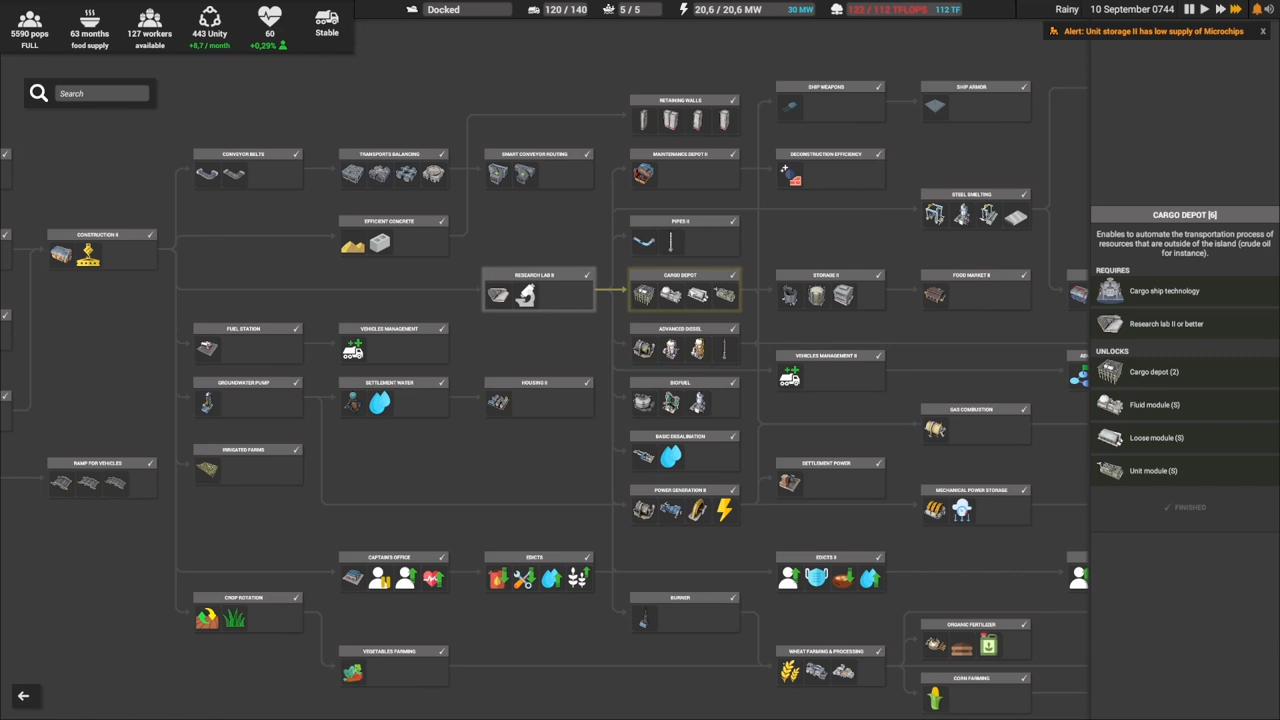 Docked
120 / 140
5 / 5
20,6 / 20,6 MW
30 MW
122 / 112 TFLOPS
112 TF
Rainy
10 September 0744
5590 pops
FULL
63 months
food supply
127 workers
available
443 Unity
+8,7 / month
60
+0,29%
Stable
Alert: Unit storage II has low supply of Microchips
X
Search
SHIP WEAPONS
SHIP ARMOR
RETAINING WALLS
CONVEYOR BELTS
TRANSPORTS BALANCING
SMART CONVEYOR ROUTING
MAINTENANCE DEPOT II
DECONSTRUCTION EFFICIENCY
STEEL SMELTING
EFFICIENT CONCRETE
PIPES II
CONSTRUCTION II
RESEARCH LAB II
CARGO DEPOT
STORAGE II
FOOD MARKET II
FUEL STATION
VEHICLES MANAGEMENT
ADVANCED DIESEL
VEHICLES MANAGEMENT II
GROUNDWATER PUMP
SETTLEMENT WATER
HOUSING II
BIOFUEL
GAS COMBUSTION
BASIC DESALINATION
IRRIGATED FARMS
RAMP FOR VEHICLES
SETTLEMENT POWER
POWER GENERATION II
MECHANICAL POWER STORAGE
CAPTAIN'S OFFICE
EDICTS
EDICTS II
CROP ROTATION
BURNER
ORGANIC FERTILIZER
VEGETABLES FARMING
WHEAT FARMING & PROCESSING
CORN FARMING
CARGO DEPOT [6]
Enables to automate the transportation process of
resources that are outside of the island (crude oil
for instance).
REQUIRES
Cargo ship technology
Research lab II or better
UNLOCKS
Cargo depot (2)
Fluid module (S)
Loose module (S)
Unit module (S)
✓ FINISHED